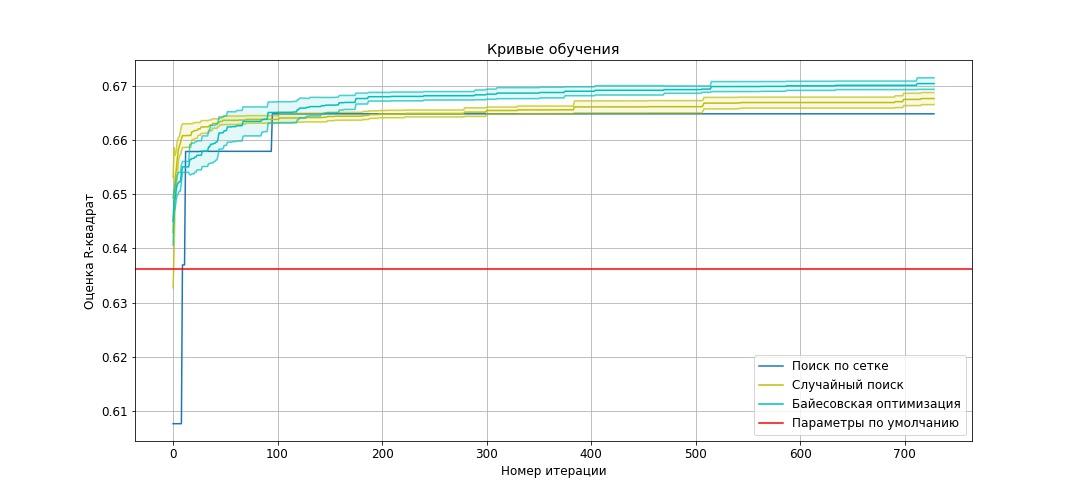 Кривые обучения
Оценка R-квадрат
0.67
0.66
0.65
0.64
0.63
0.62
0.61
0 100 200 300 400 500 600 700
Номер итерации
Поиск по сетке
Случайный поиск
Байесовская оптимизация
Параметры по умолчанию